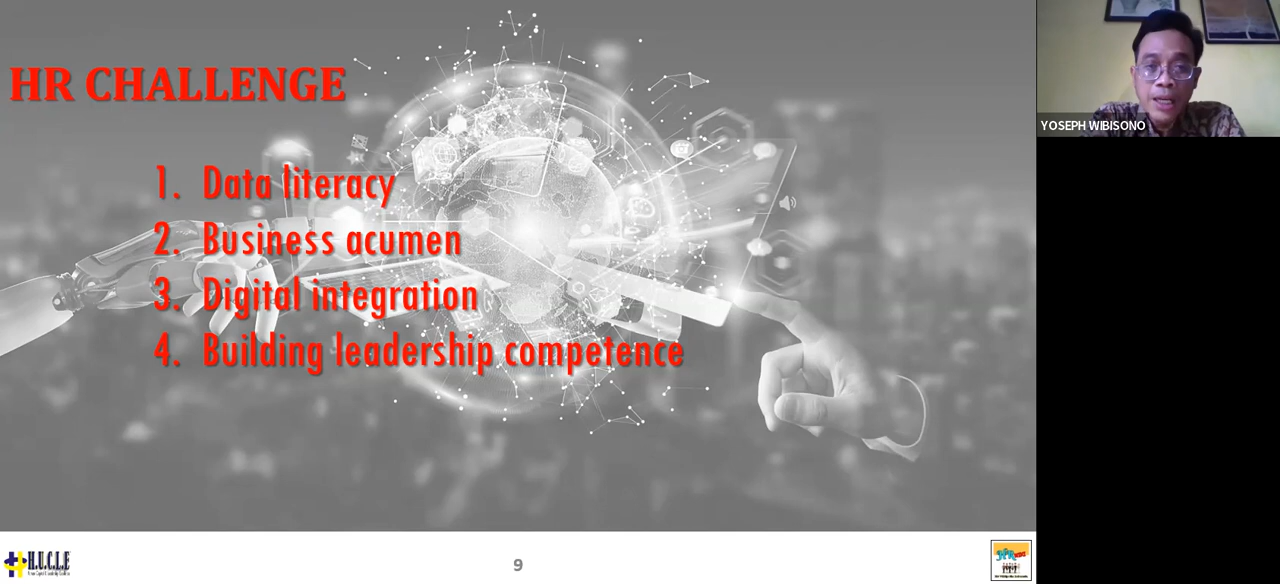 HR CHALLENGE
1. Data literacy
2. Business acumen
3. Digital integration
4. Building leadership competence
YOSEPH WIBISONO
H.U.C.L.E
9